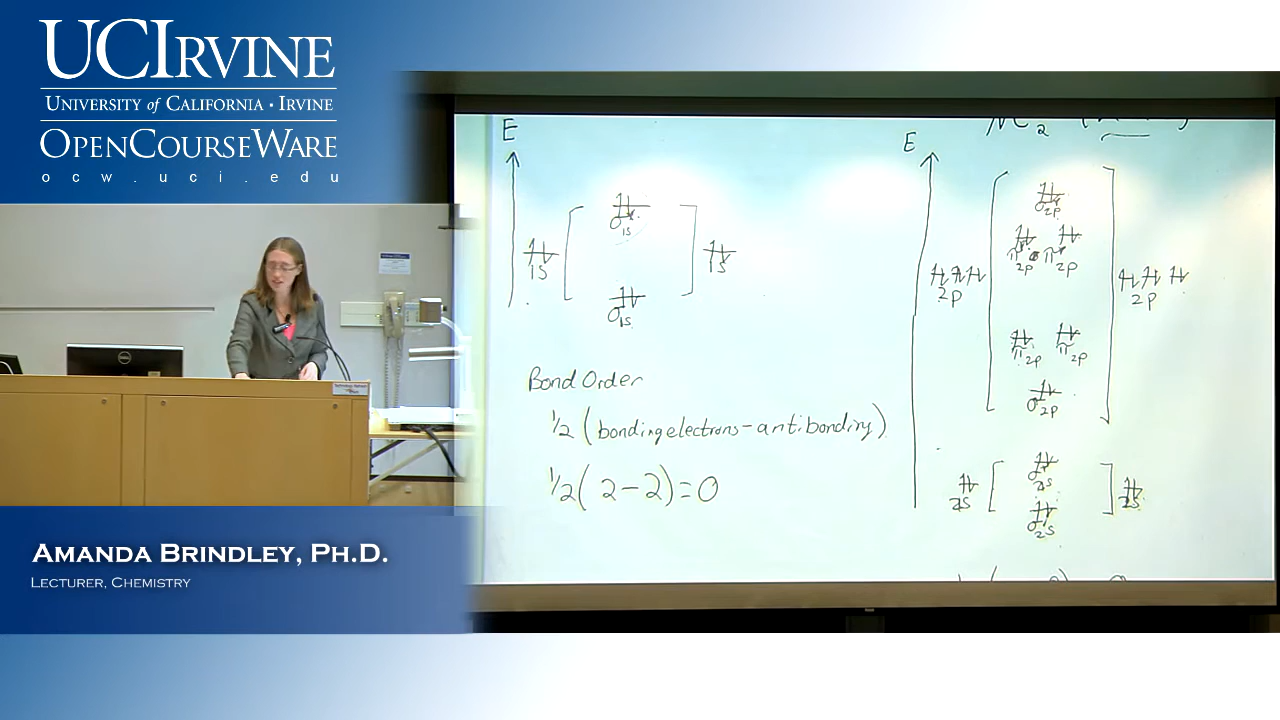 UCIRVINE
UNIVERSITY of CALIFORNIA · IRVINE
OPENCOURSEWARE
ocw.uci.edu
AMANDA BRINDLEY, PH.D.
LECTURER, CHEMISTRY
DELL
E
σ*1s
1s
1s
σ1s
Bond Order
1/2 (bonding electrons - antibonding)
1/2 ( 2 - 2 ) = 0
E
σ*2p
π*2p π*2p
2p
2p
π2p π2p
σ2p
σ*2s
2s
2s
σ2s